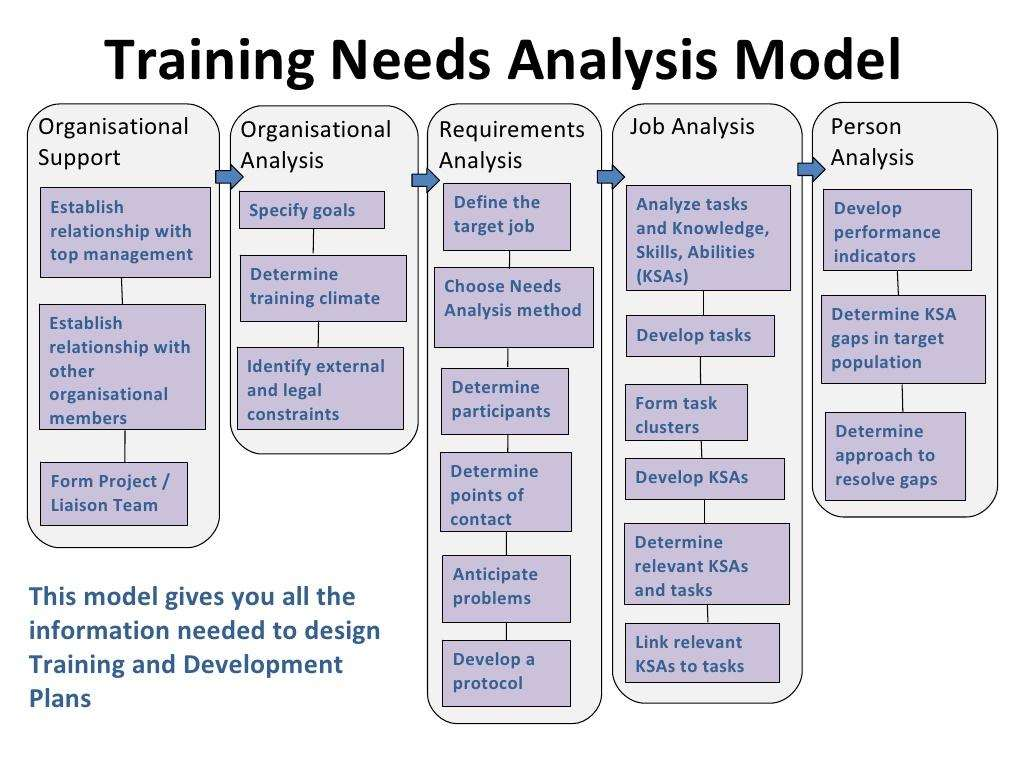 Training Needs Analysis Model
Organisational
Support
Establish
relationship with
top management
Establish
relationship with
other
organisational
members
Form Project /
Liaison Team
Organisational
Analysis
Specify goals
Determine
training climate
Identify external
and legal
constraints
Requirements
Analysis
Define the
target job
Choose Needs
Analysis method
Determine
participants
Determine
points of
contact
Anticipate
problems
Develop a
protocol
Job Analysis
Analyze tasks
and Knowledge,
Skills, Abilities
(KSAs)
Develop tasks
Form task
clusters
Develop KSAs
Determine
relevant KSAs
and tasks
Link relevant
KSAs to tasks
Person
Analysis
Develop
performance
indicators
Determine KSA
gaps in target
population
Determine
approach to
resolve gaps
This model gives you all the
information needed to design
Training and Development
Plans